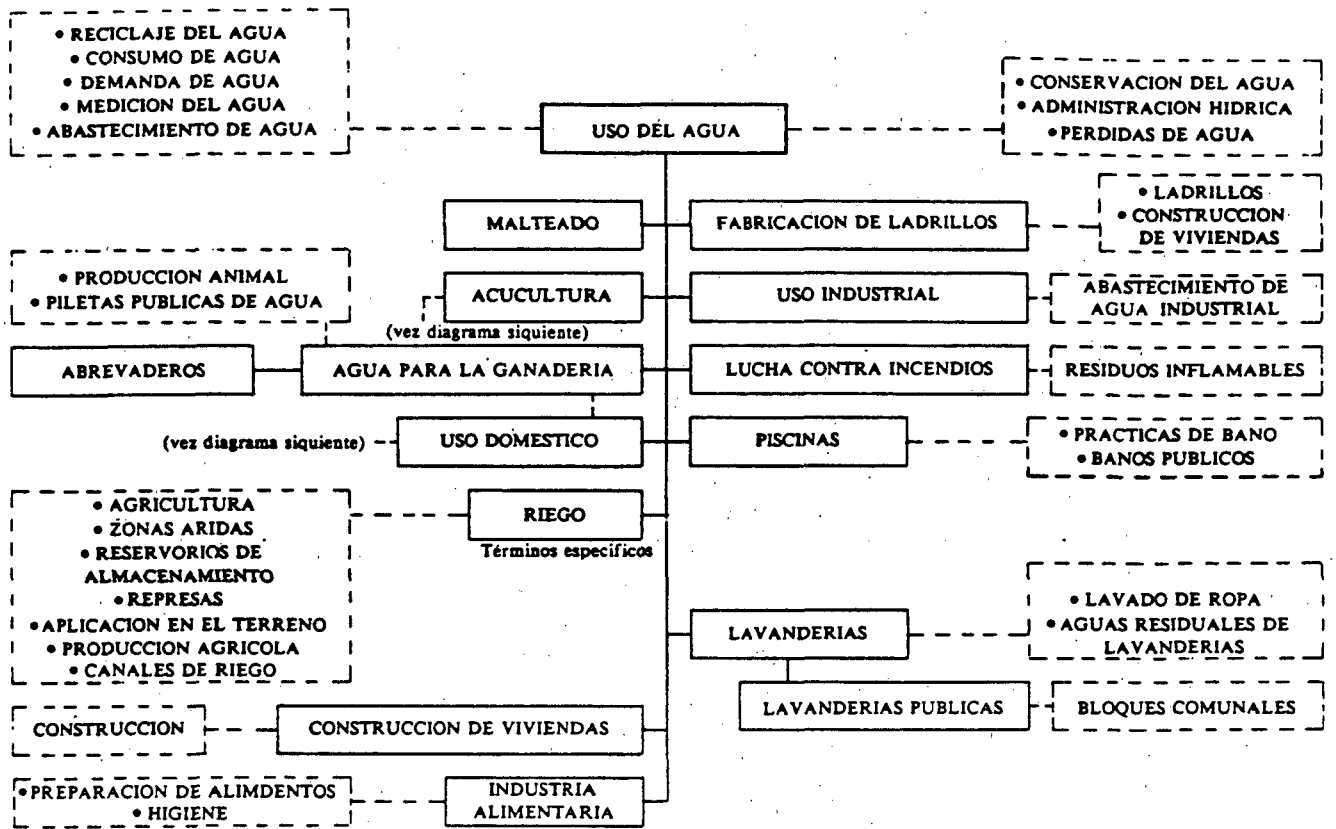 • RECICLAJE DEL AGUA
• CONSUMO DE AGUA
• DEMANDA DE AGUA
• MEDICION DEL AGUA
• ABASTECIMIENTO DE AGUA
USO DEL AGUA
• CONSERVACION DEL AGUA
• ADMINISTRACION HIDRICA
• PERDIDAS DE AGUA
MALTEADO
FABRICACION DE LADRILLOS
• LADRILLOS
• CONSTRUCCION
DE VIVIENDAS
• PRODUCCION ANIMAL
• PILETAS PUBLICAS DE AGUA
ACUCULTURA
(vez diagrama siquiente)
USO INDUSTRIAL
ABASTECIMIENTO DE
AGUA INDUSTRIAL
ABREVADEROS
AGUA PARA LA GANADERIA
LUCHA CONTRA INCENDIOS
RESIDUOS INFLAMABLES
(vez diagrama siquiente)
USO DOMESTICO
PISCINAS
• PRACTICAS DE BANO
• BANOS PUBLICOS
• AGRICULTURA
• ZONAS ARIDAS
• RESERVORIOS DE
ALMACENAMIENTO
• REPRESAS
• APLICACION EN EL TERRENO
• PRODUCCION AGRICOLA
• CANALES DE RIEGO
RIEGO
Términos específicos
LAVANDERIAS
• LAVADO DE ROPA
• AGUAS RESIDUALES DE
LAVANDERIAS
LAVANDERIAS PUBLICAS
BLOQUES COMUNALES
CONSTRUCCION
CONSTRUCCION DE VIVIENDAS
• PREPARACION DE ALIMDENTOS
• HIGIENE
INDUSTRIA
ALIMENTARIA